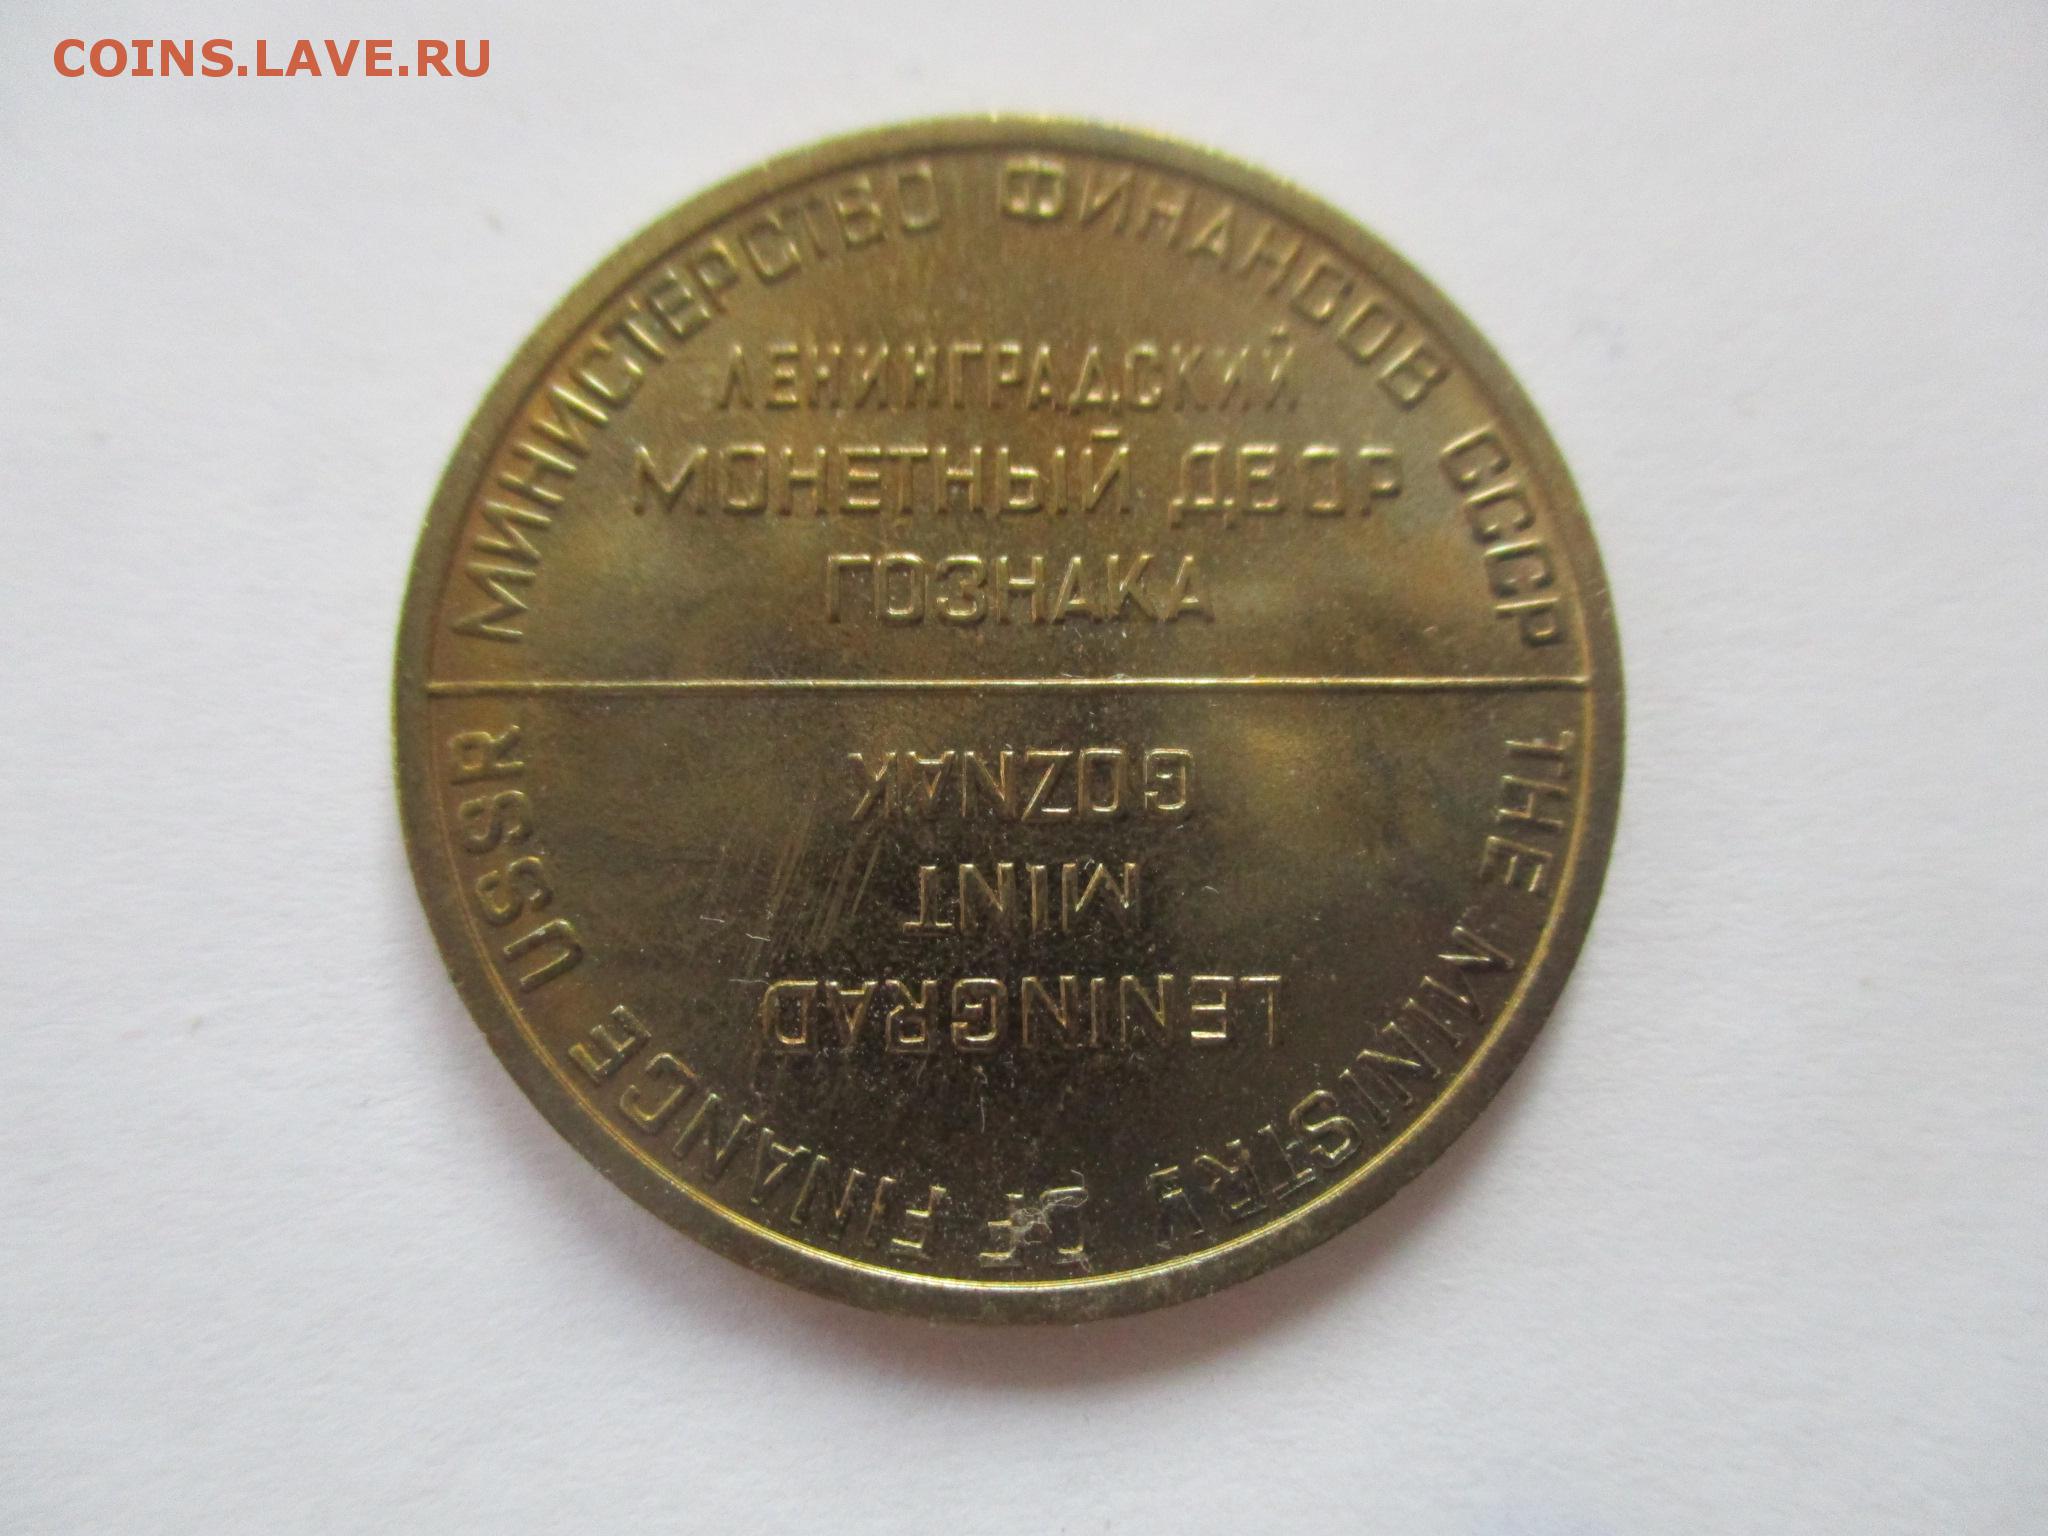 COINS.LAVE.RU
МИНИСТЕРСТВО ФИНАНСОВ СССР
ЛЕНИНГРАДСКИЙ
МОНЕТНЫЙ ДВОР
ГОЗНАКА
THE MINISTRY OF FINANCE USSR
LENINGRAD
MINT
GOZNAK